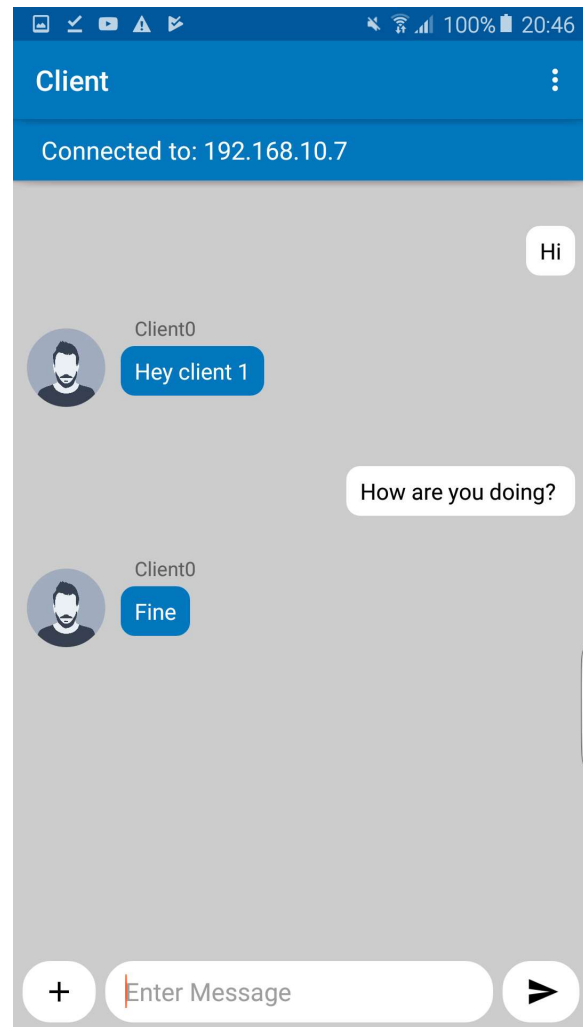 100% 20:46
Client
Connected to: 192.168.10.7
Hi
Client0
Hey client 1
How are you doing?
Client0
Fine
Enter Message